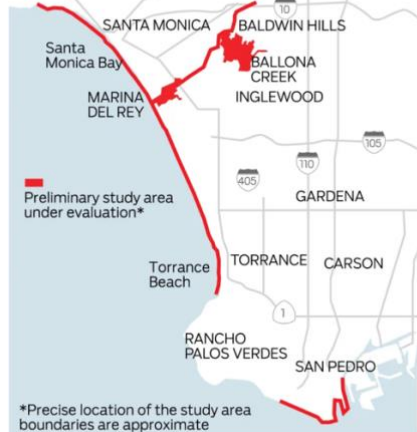 10
SANTA MONICA
BALDWIN HILLS
Santa
Monica Bay
BALLONA
CREEK
MARINA
DEL REY
INGLEWOOD
105
110
405
Preliminary study area
under evaluation*
GARDENA
Torrance
Beach
TORRANCE
CARSON
1
RANCHO
PALOS VERDES
SAN PEDRO
*Precise location of the study area
boundaries are approximate